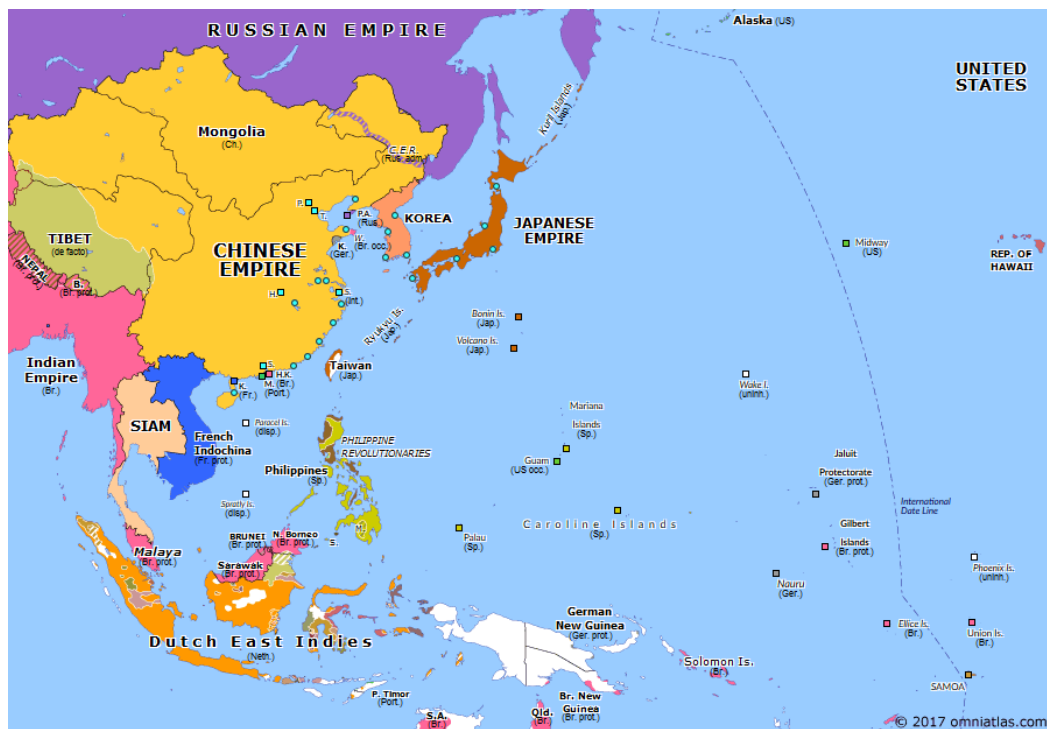 RUSSIAN EMPIRE
Alaska (US)
UNITED
STATES
Kuril Islands
(Jap.)
Mongolia
(Ch.)
C.E.R.
(Rus. adm.)
P.
T.
P.A.
(Rus.)
KOREA
W.
(Br. occ.)
K.
(Ger.)
JAPANESE
EMPIRE
TIBET
(de facto)
CHINESE
EMPIRE
Midway
(US)
REP. OF
HAWAII
NEPAL
(Br. prot.)
B.
(Br. prot.)
H.
S.
(Int.)
Ryukyu Is.
(Jap.)
Bonin Is.
(Jap.)
Volcano Is.
(Jap.)
Indian
Empire
(Br.)
S.
H.K.
(Br.)
M.
(Port.)
K.
(Fr.)
Taiwan
(Jap.)
Wake I.
(uninh.)
SIAM
French
Indochina
(Fr. prot.)
Paracel Is.
(disp.)
PHILIPPINE
REVOLUTIONARIES
Mariana
Islands
(Sp.)
Guam
(US occ.)
Philippines
(Sp.)
Jaluit
Protectorate
(Ger. prot.)
Spratly Is.
(disp.)
International
Date Line
M.
S.
Palau
(Sp.)
Caroline Islands
(Sp.)
Gilbert
Islands
(Br. prot.)
BRUNEI
(Br. prot.)
N. Borneo
(Br. prot.)
Malaya
(Br. prot.)
Sarawak
(Br. prot.)
Phoenix Is.
(uninh.)
Nauru
(Ger.)
German
New Guinea
(Ger. prot.)
Ellice Is.
(Br.)
Union Is.
(Br.)
Dutch East Indies
(Neth.)
Solomon Is.
(Br.)
SAMOA
P. Timor
(Port.)
Br. New
Guinea
(Br. prot.)
S.A.
(Br.)
Qld.
(Br.)
© 2017 omniatlas.com